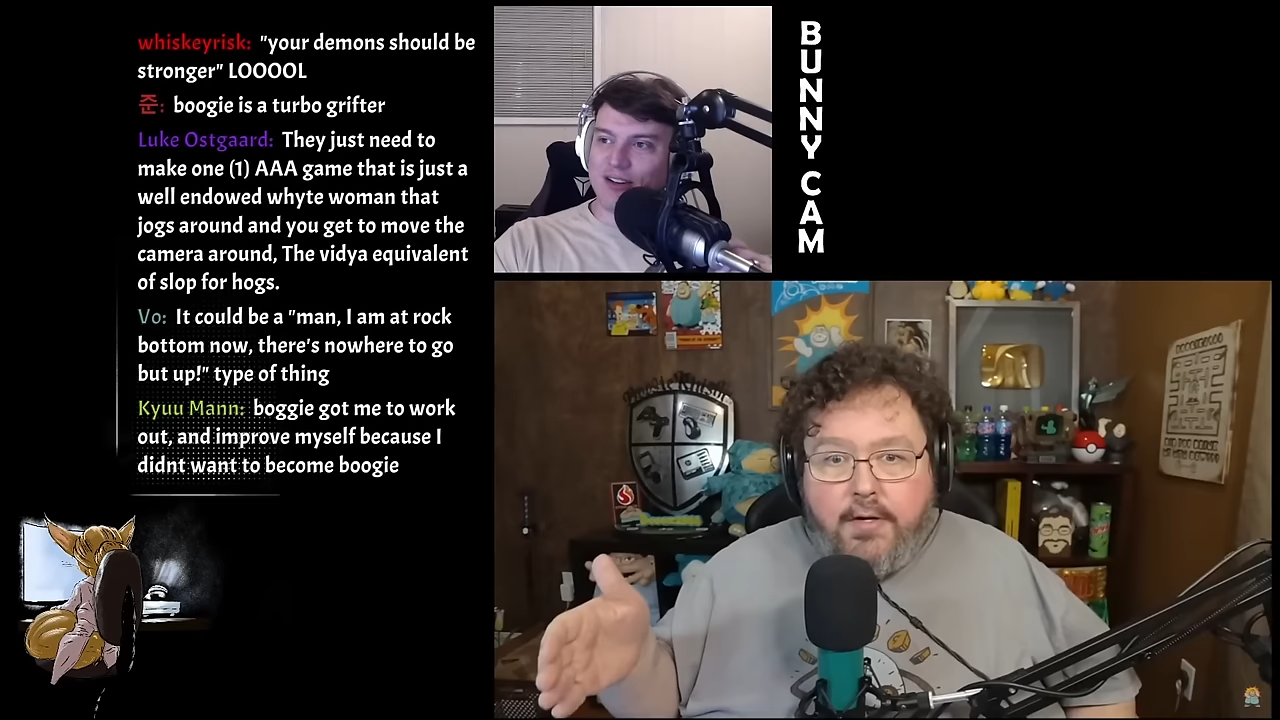 whiskeyrisk: "your demons should be
stronger" LOOOOL
준: boogie is a turbo grifter
Luke Ostgaard: They just need to
make one (1) AAA game that is just a
well endowed whyte woman that
jogs around and you get to move the
camera around, The vidya equivalent
of slop for hogs.
Vo: It could be a "man, I am at rock
bottom now, there's nowhere to go
but up!" type of thing
Kyuu Mann: boggie got me to work
out, and improve myself because I
didnt want to become boogie
BUNNY CAM